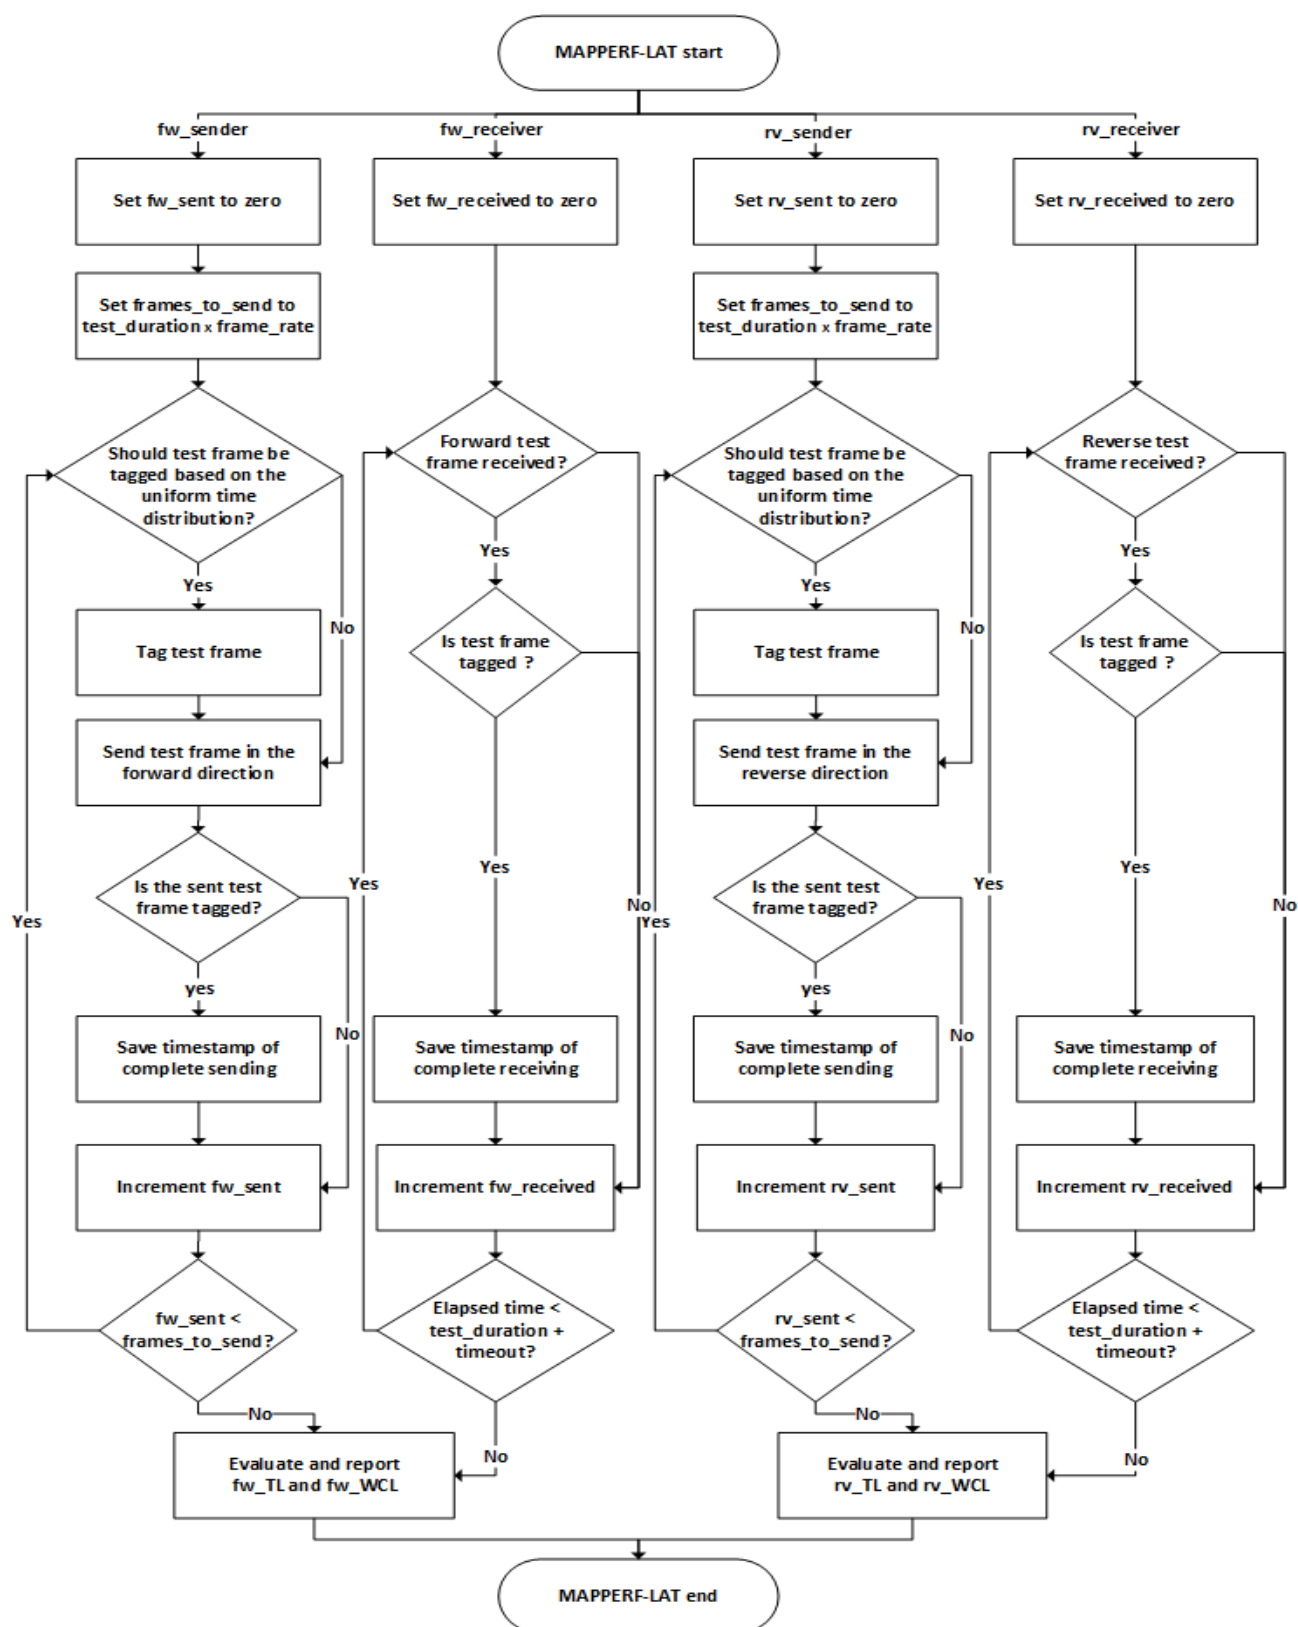 MAPPERF-LAT start
fw_sender
fw_receiver
rv_sender
rv_receiver
Set fw_sent to zero
Set fw_received to zero
Set rv_sent to zero
Set rv_received to zero
Set frames_to_send to
test_duration x frame_rate
Set frames_to_send to
test_duration x frame_rate
Should test frame be
tagged based on the
uniform time
distribution?
Forward test
frame received?
Should test frame be
tagged based on the
uniform time
distribution?
Reverse test
frame received?
Yes
Yes
Yes
Yes
No
No
Tag test frame
Is test frame
tagged ?
Tag test frame
Is test frame
tagged ?
Send test frame in the
forward direction
Send test frame in the
reverse direction
Is the sent test
frame tagged?
Is the sent test
frame tagged?
Yes
Yes
Yes
Yes
Yes
Yes
No
No
yes
yes
No
No
Save timestamp of
complete sending
Save timestamp of
complete receiving
Save timestamp of
complete sending
Save timestamp of
complete receiving
Increment fw_sent
Increment fw_received
Increment rv_sent
Increment rv_received
fw_sent <
frames_to_send?
Elapsed time <
test_duration +
timeout?
rv_sent <
frames_to_send?
Elapsed time <
test_duration +
timeout?
No
No
No
No
Evaluate and report
fw_TL and fw_WCL
Evaluate and report
rv_TL and rv_WCL
MAPPERF-LAT end